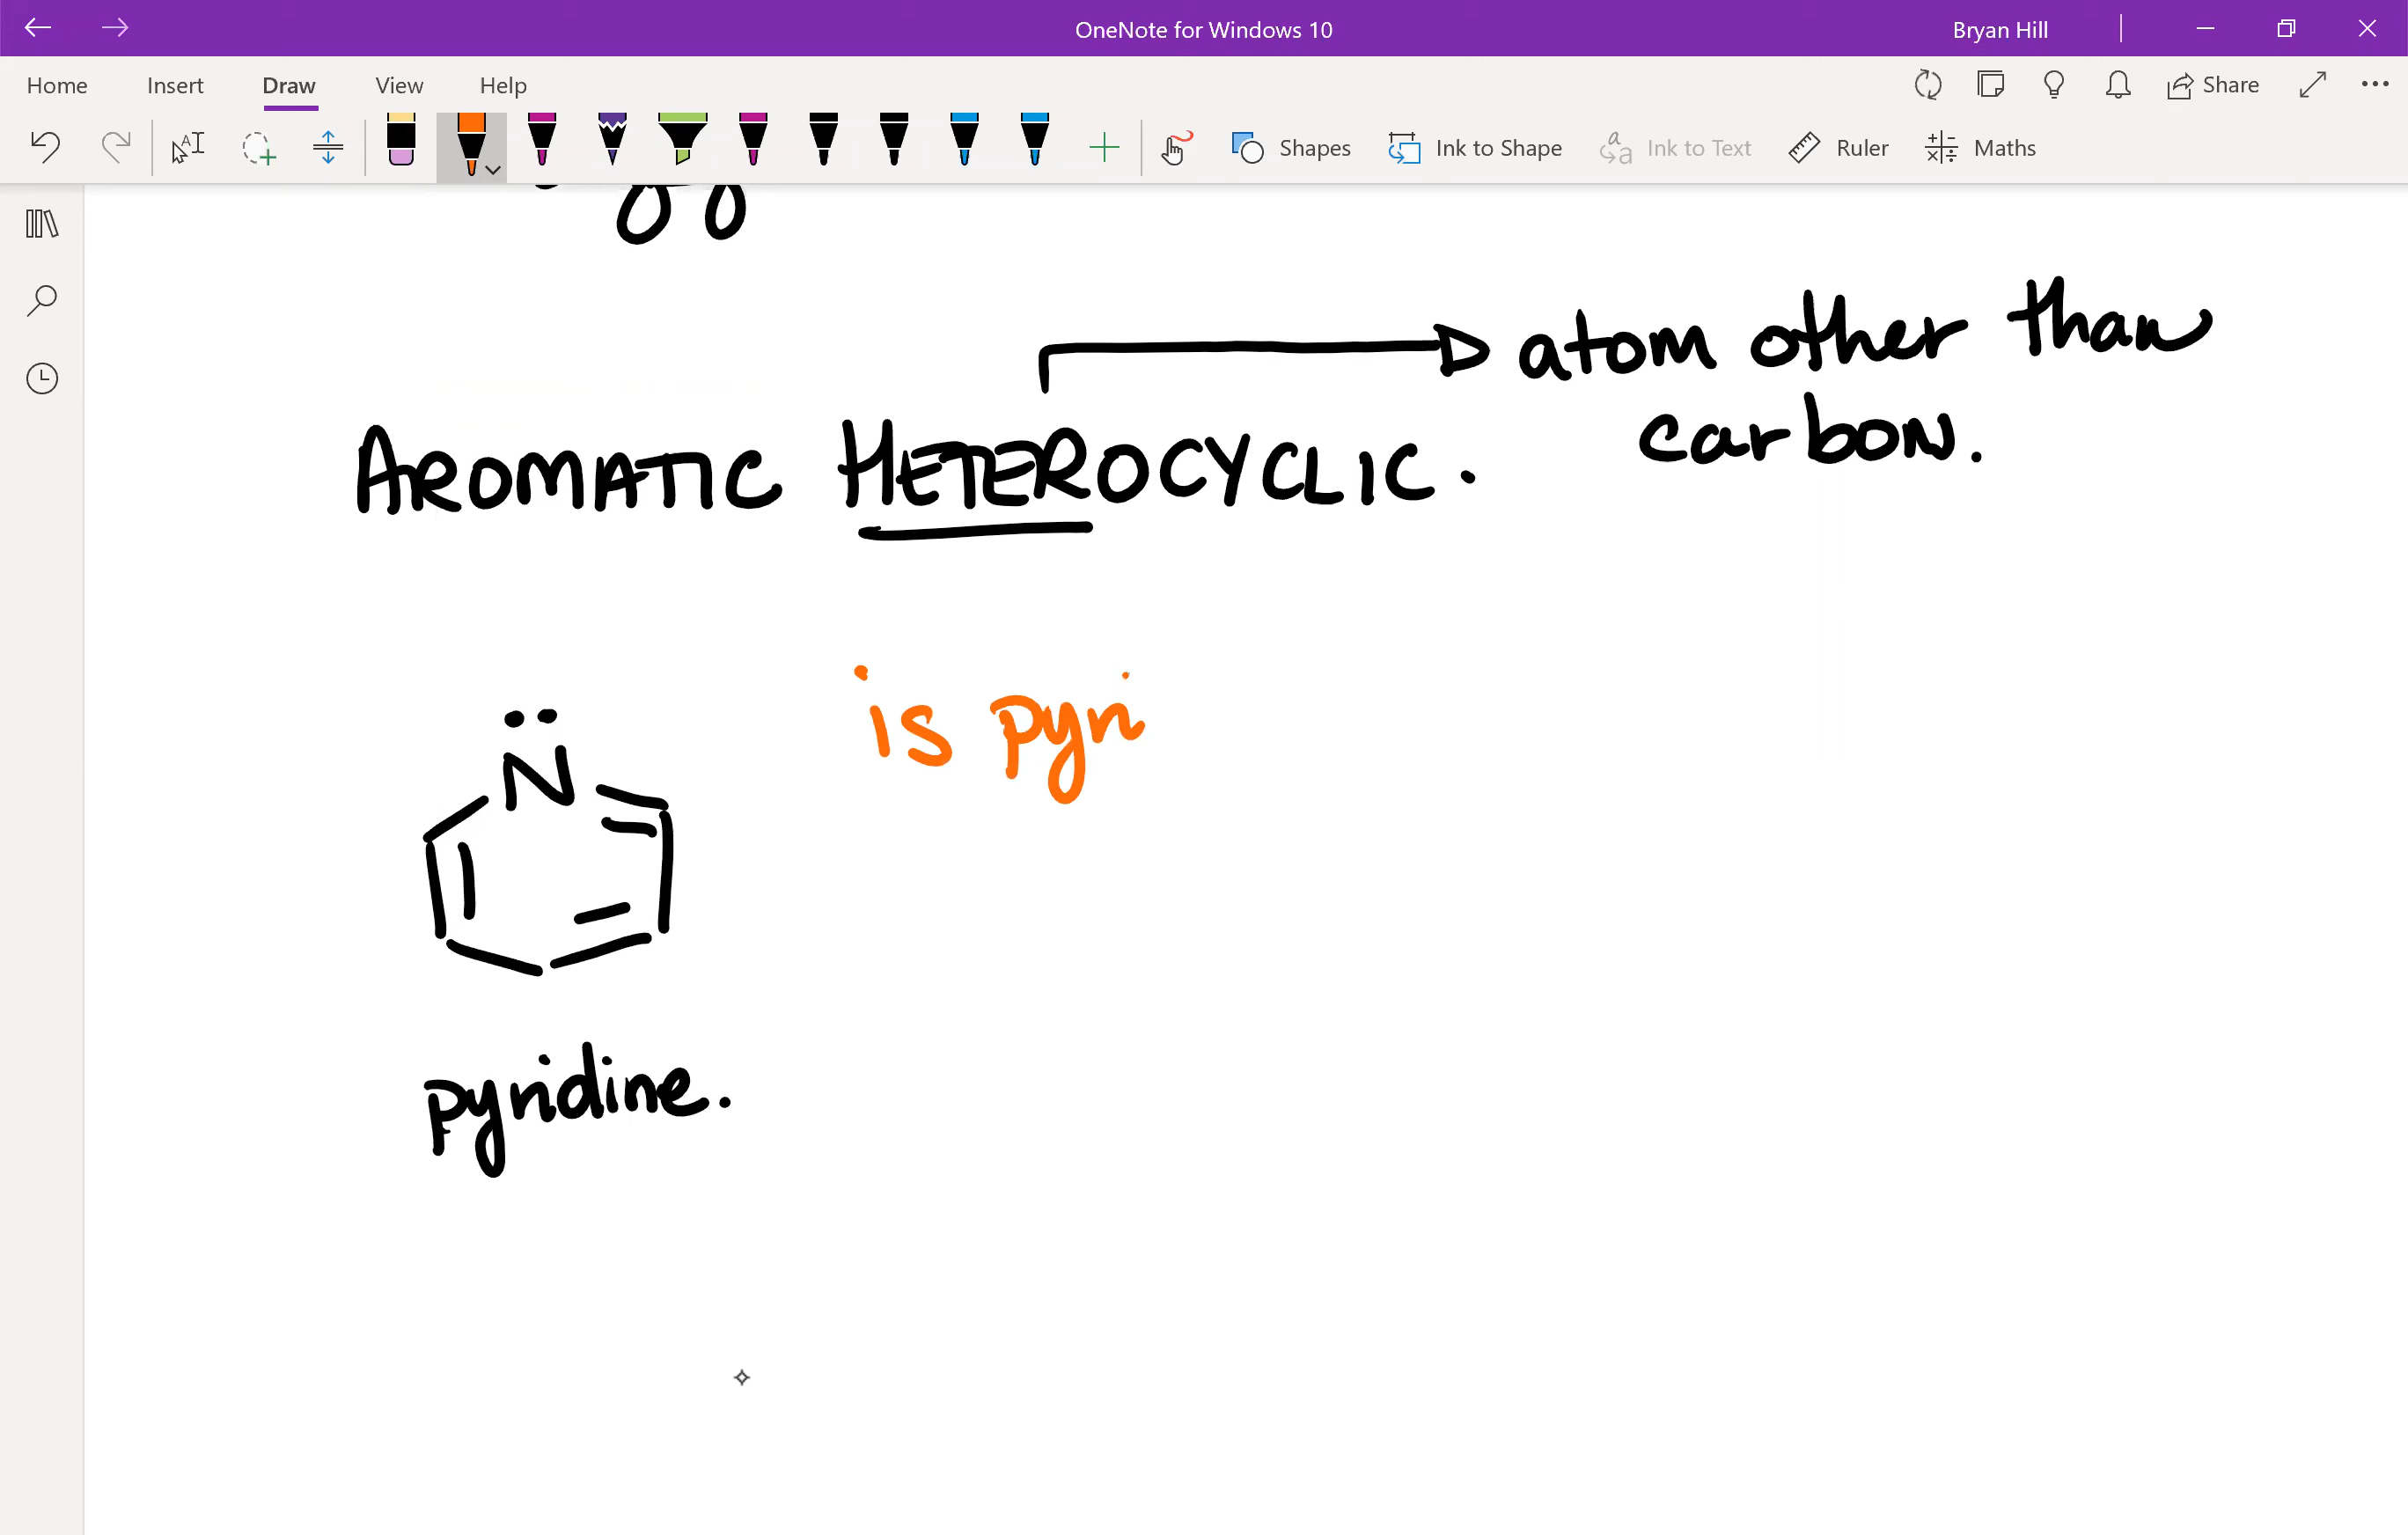 OneNote for Windows 10
Bryan Hill
Home Insert Draw View Help
Share
Shapes Ink to Shape Ink to Text Ruler Maths
atom other than
carbon.
AROMATIC HETEROCYCLIC.
is pyri
N
pyridine.